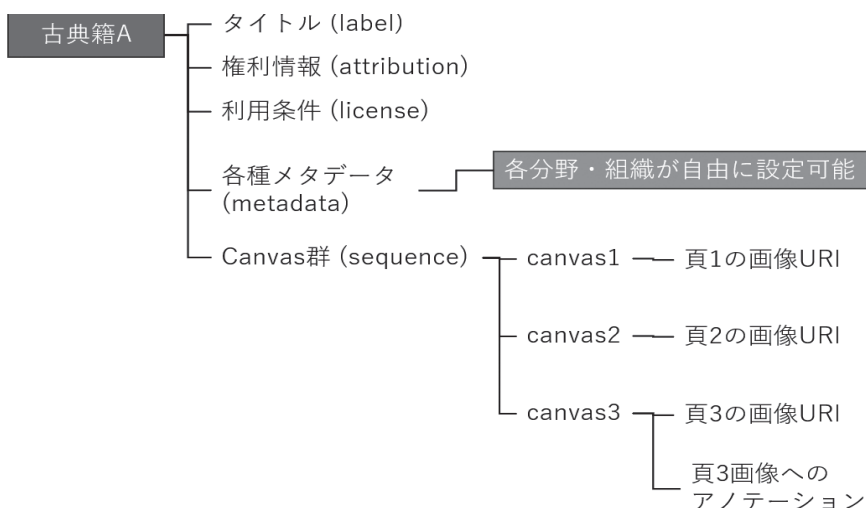 古典籍A
タイトル (label)
権利情報 (attribution)
利用条件 (license)
各種メタデータ
(metadata)
各分野・組織が自由に設定可能
Canvas群 (sequence)
canvas1
頁1の画像URI
canvas2
頁2の画像URI
canvas3
頁3の画像URI
頁3画像への
アノテーション